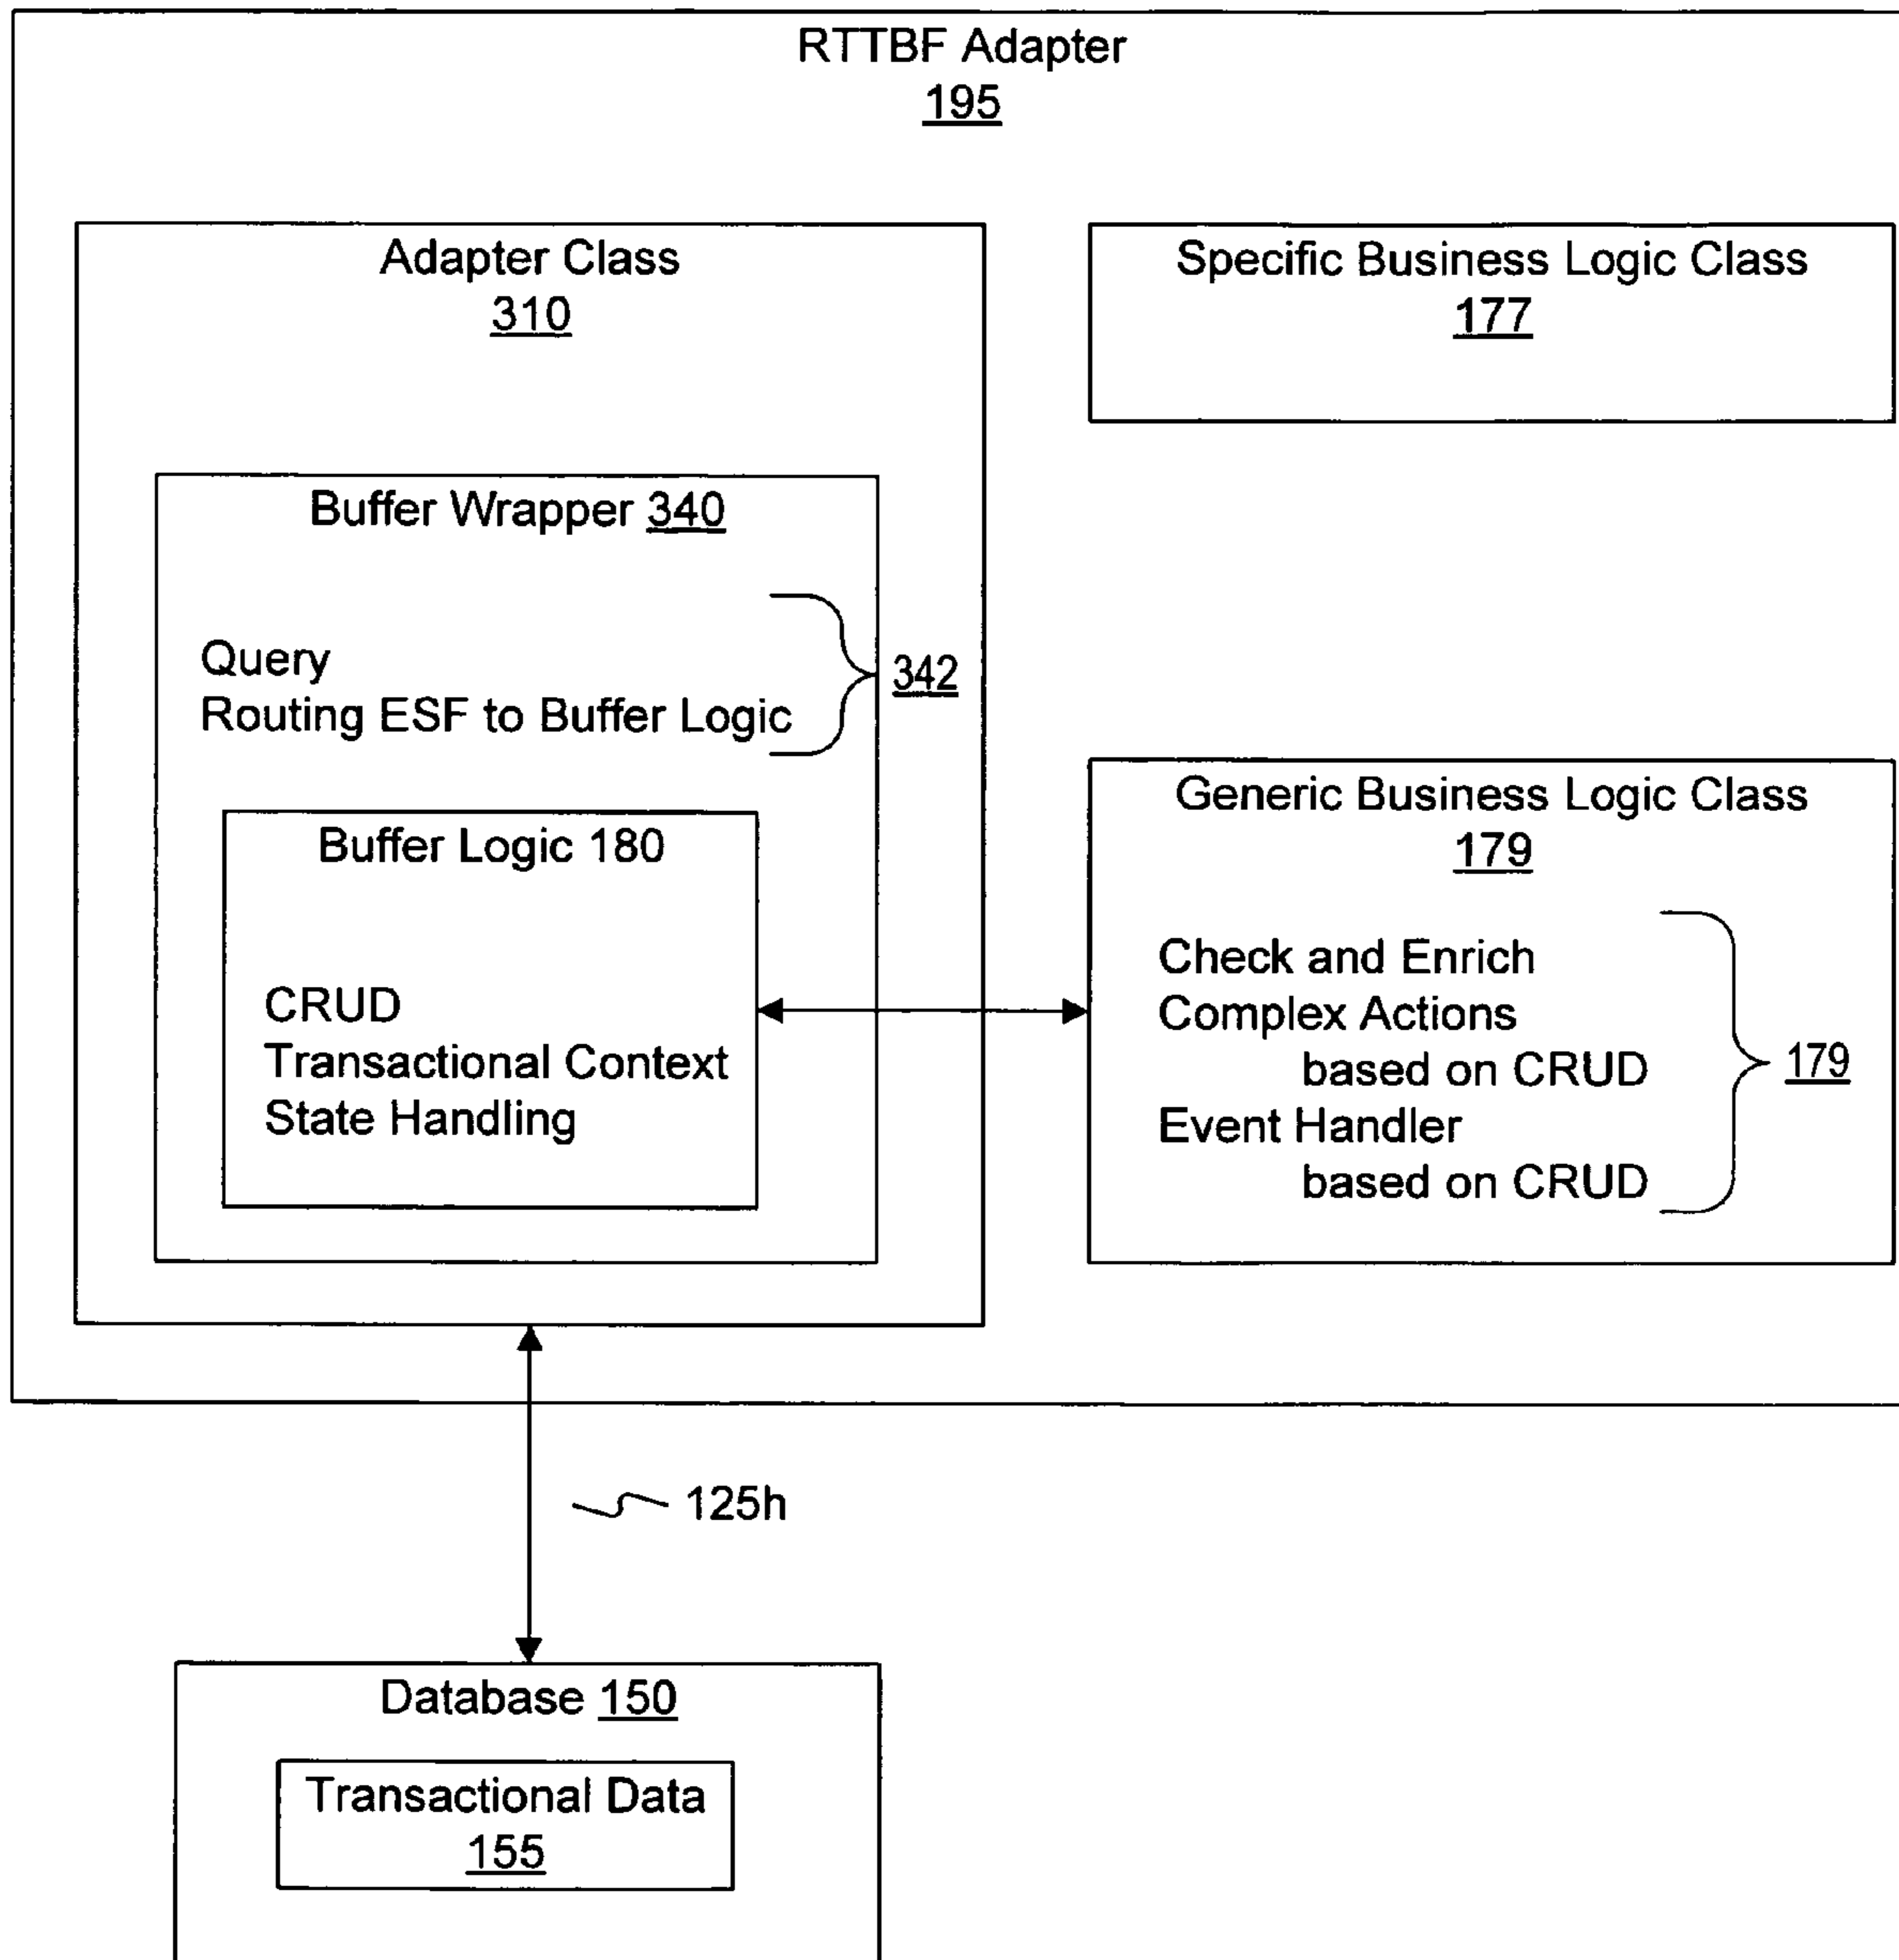 RTTBF Adapter
195
Adapter Class
310
Specific Business Logic Class
177
Buffer Wrapper 340
Query
Routing ESF to Buffer Logic
342
Buffer Logic 180
CRUD
Transactional Context
State Handling
Generic Business Logic Class
179
Check and Enrich
Complex Actions
based on CRUD
Event Handler
based on CRUD
179
125h
Database 150
Transactional Data
155